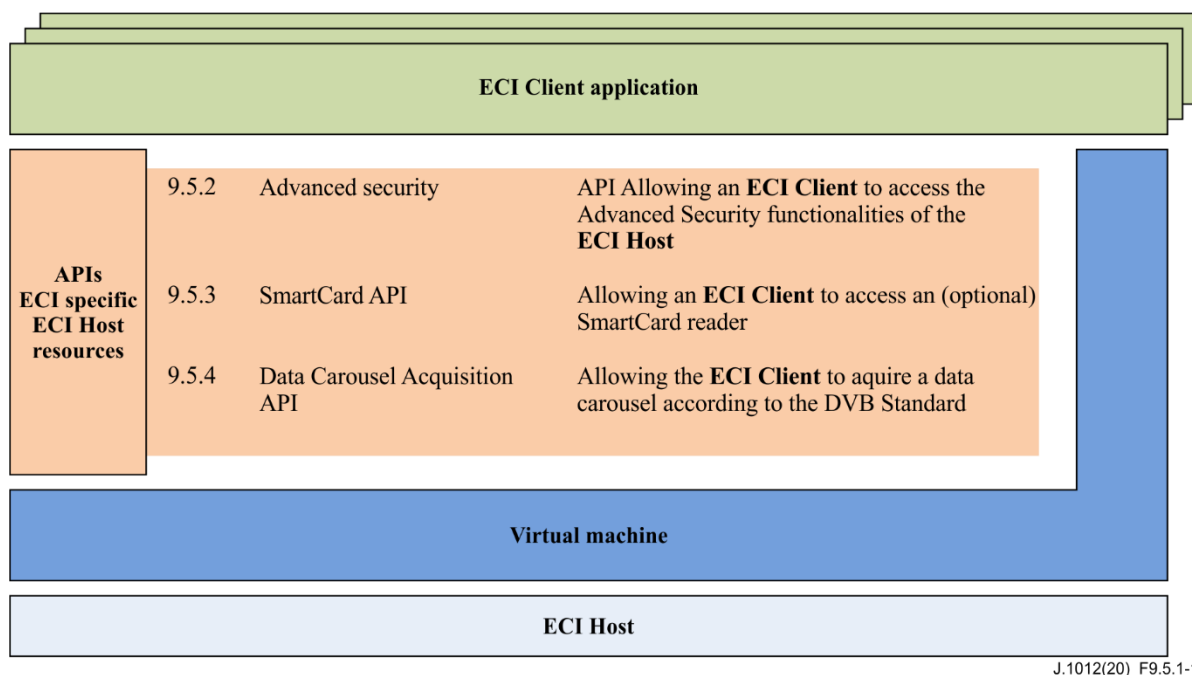 ECI Client application
APIs
ECI specific
ECI Host
resources
9.5.2 Advanced security API Allowing an ECI Client to access the
Advanced Security functionalities of the
ECI Host
9.5.3 SmartCard API Allowing an ECI Client to access an (optional)
SmartCard reader
9.5.4 Data Carousel Acquisition Allowing the ECI Client to aquire a data
API carousel according to the DVB Standard
Virtual machine
ECI Host
J.1012(20) F9.5.1-